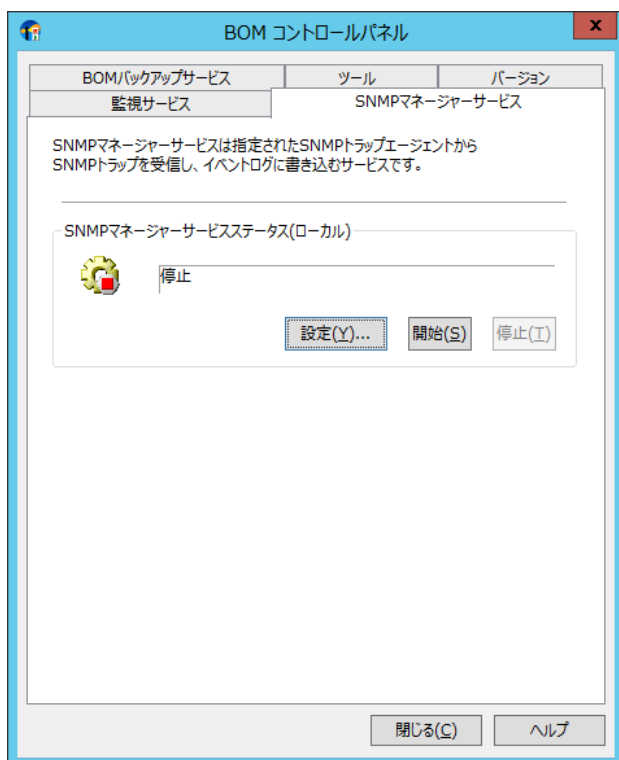 BOM コントロールパネル
BOMバックアップサービス
ツール
バージョン
監視サービス
SNMPマネージャーサービス
SNMPマネージャーサービスは指定されたSNMPトラップエージェントから
SNMPトラップを受信し、イベントログに書き込むサービスです。
SNMPマネージャーサービスステータス(ローカル)
停止
設定(Y)...
開始(S)
停止(T)
閉じる(C)
ヘルプ